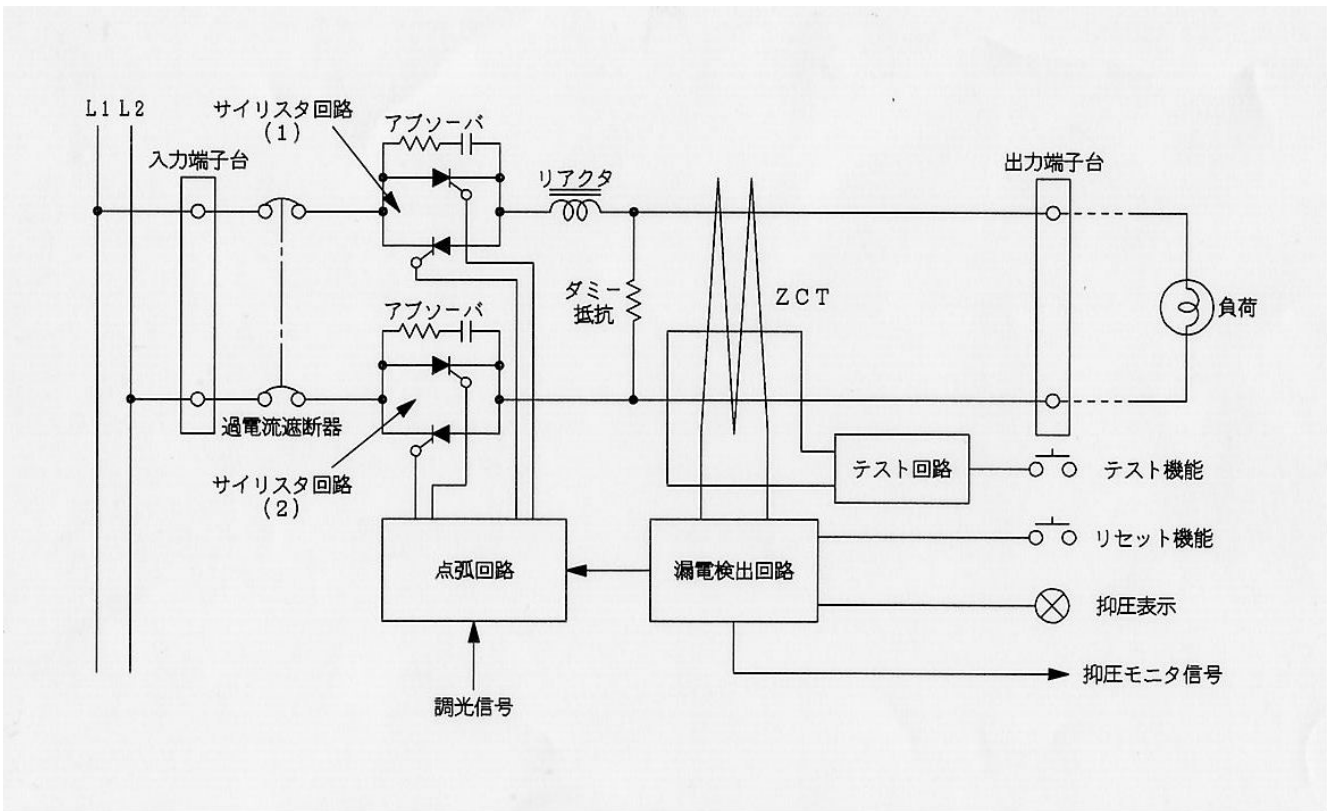 L1 L2
サイリスタ回路
(1)
アブソーバ
入力端子台
リアクタ
出力端子台
ダミー
抵抗
ZCT
負荷
アブソーバ
過電流遮断器
サイリスタ回路
(2)
テスト回路
テスト機能
点弧回路
漏電検出回路
リセット機能
抑圧表示
抑圧モニタ信号
調光信号